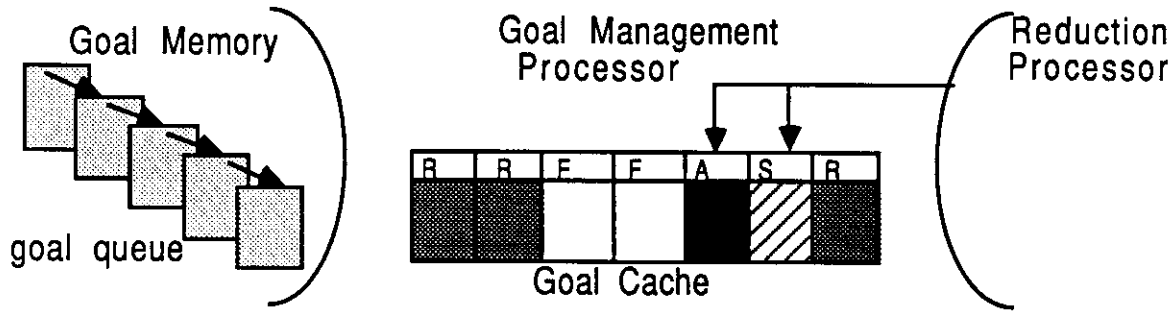 Goal Memory
goal queue
Goal Management
Processor
Reduction
Processor
R R F F A S R
Goal Cache